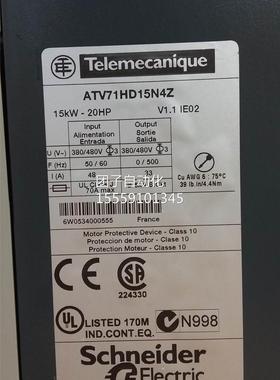 Telemecanique
ATV71HD15N4Z
15kW - 20HP V1.1 IE02
Input Output
Alimentation Sortie
Entrada Salida
U (V~) 380/480V 3 380/480V 3
F (Hz) 50 / 60 0 / 500
I (A) 48 33
70A max
Cu AWG 6 75°C
39 lb.in/4.4Nm
团子自动化
15559101345
6W0534000555 France
Motor Protective Device - Class 10
Proteccion de motor - Clase 10
Protection Moteur - Classe 10
CE
UL
SA
224330
UL LISTED 170M
IND.CONT.EQ.
N998
Schneider
Electric